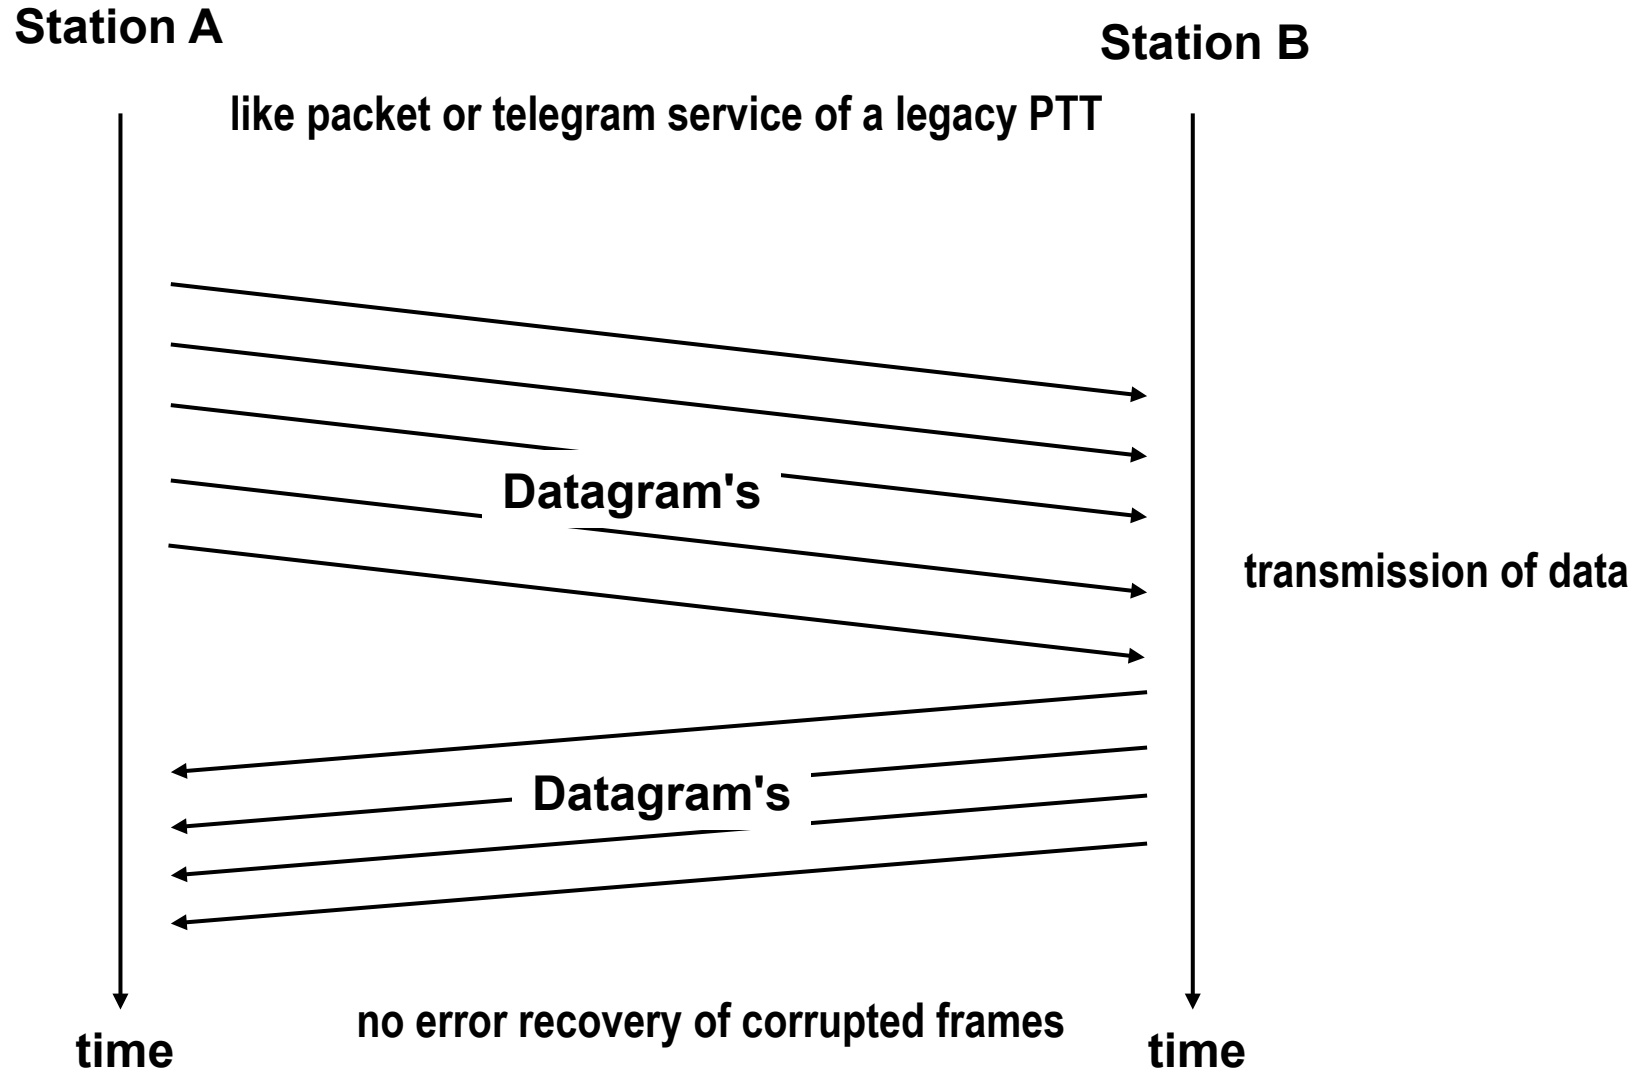 Station A
Station B
like packet or telegram service of a legacy PTT
Datagram's
transmission of data
Datagram's
no error recovery of corrupted frames
time
time